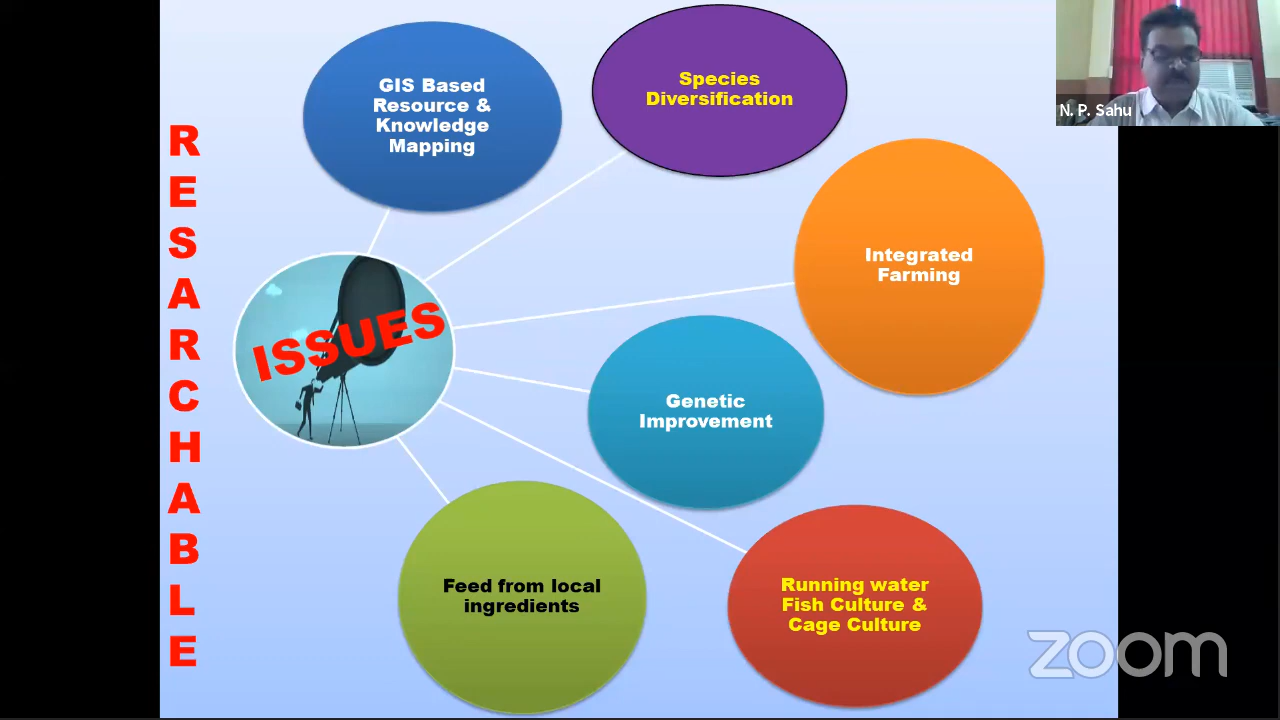 R
E
S
A
R
C
H
A
B
L
E
ISSUES
GIS Based
Resource &
Knowledge
Mapping
Species
Diversification
Integrated
Farming
Genetic
Improvement
Running water
Fish Culture &
Cage Culture
Feed from local
ingredients
N. P. Sahu
zoom